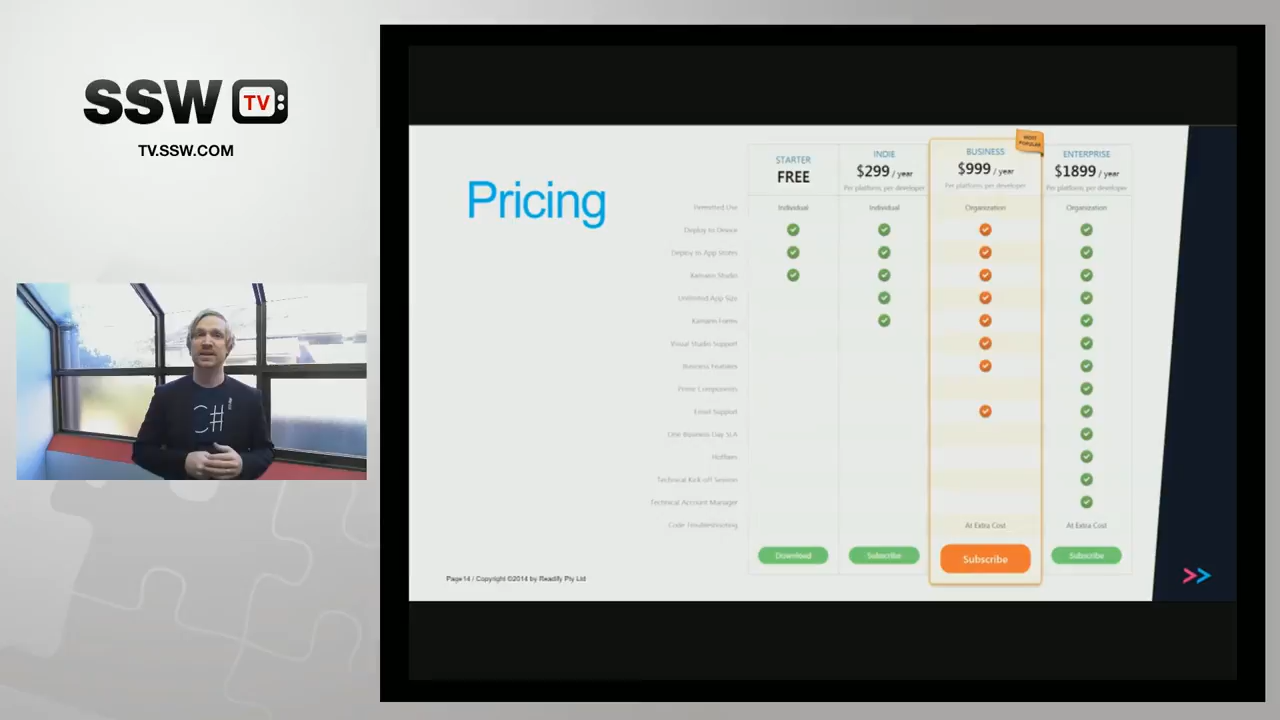 SSW TV
TV.SSW.COM
Pricing
MOST POPULAR
STARTER
FREE
INDIE
$299 / year
Per platform, per developer
BUSINESS
$999 / year
Per platform, per developer
ENTERPRISE
$1899 / year
Per platform, per developer
Permitted Use Individual Individual Organization Organization
Deploy to Device
Deploy to App Stores
Xamarin Studio
Unlimited App Size
Xamarin.Forms
Visual Studio Support
Business Features
Prime Components
Email Support
One Business Day SLA
Hotfixes
Technical Kick off Session
Technical Account Manager
Code Troubleshooting At Extra Cost At Extra Cost
Download Subscribe Subscribe Subscribe
Page14 / Copyright ©2014 by Readify Pty Ltd
C#